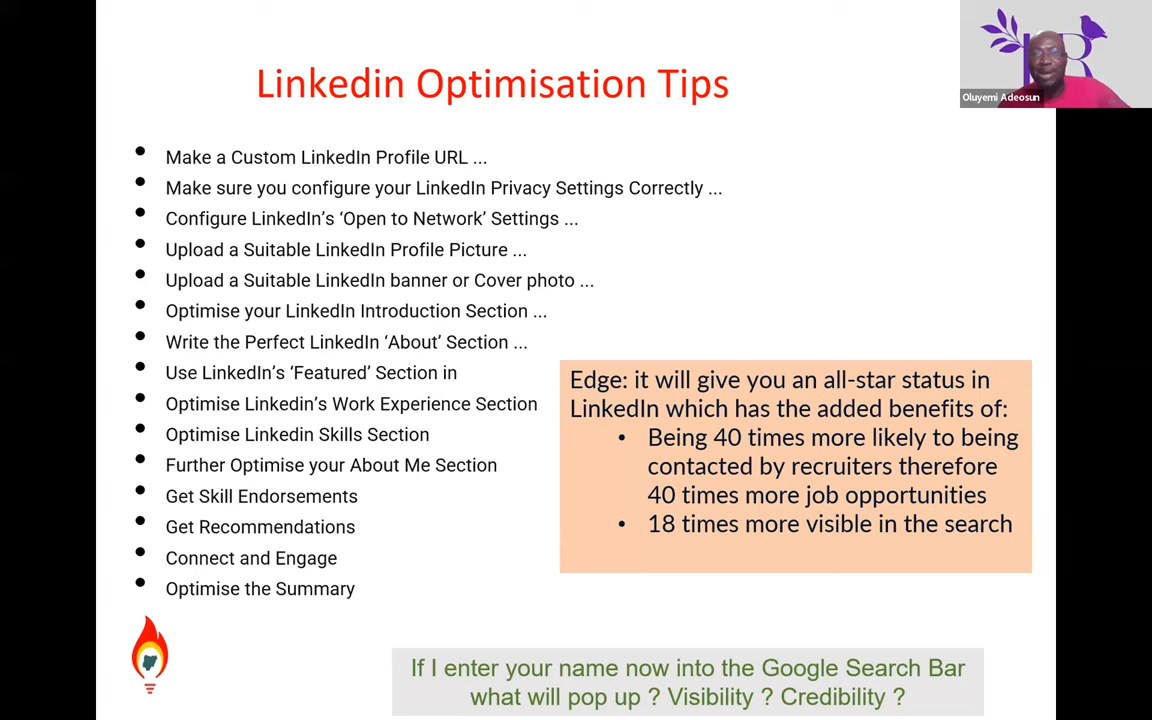 Linkedin Optimisation Tips
Oluyemi Adeosun
Make a Custom LinkedIn Profile URL ...
Make sure you configure your LinkedIn Privacy Settings Correctly ...
Configure LinkedIn's ‘Open to Network’ Settings ...
Upload a Suitable LinkedIn Profile Picture ...
Upload a Suitable LinkedIn banner or Cover photo ...
Optimise your LinkedIn Introduction Section ...
Write the Perfect LinkedIn ‘About’ Section ...
Use LinkedIn’s ‘Featured’ Section in
Optimise Linkedin’s Work Experience Section
Optimise Linkedin Skills Section
Further Optimise your About Me Section
Get Skill Endorsements
Get Recommendations
Connect and Engage
Optimise the Summary
Edge: it will give you an all-star status in
LinkedIn which has the added benefits of:
• Being 40 times more likely to being
contacted by recruiters therefore
40 times more job opportunities
• 18 times more visible in the search
If I enter your name now into the Google Search Bar
what will pop up ? Visibility ? Credibility ?